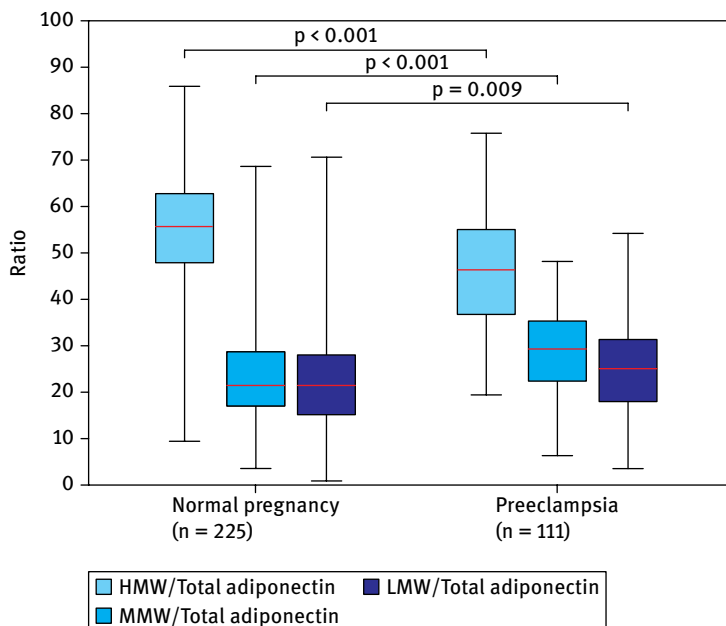 100
90
80
70
60
50
40
30
20
10
0
Ratio
p < 0.001
p < 0.001
p = 0.009
Normal pregnancy
(n = 225)
Preeclampsia
(n = 111)
HMW/Total adiponectin
LMW/Total adiponectin
MMW/Total adiponectin